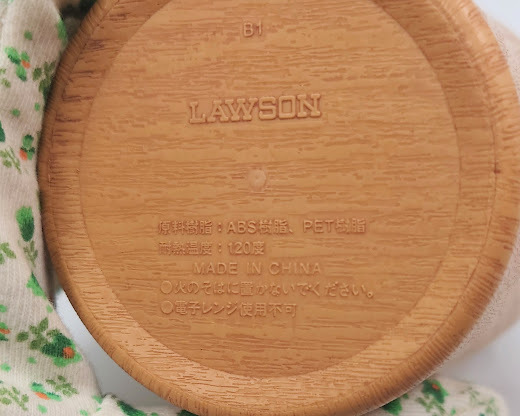 B1
LAWSON
原料樹脂：ABS樹脂、PET樹脂
耐熱温度：120度
MADE IN CHINA
○火のそばに置かないでください。
○電子レンジ使用不可